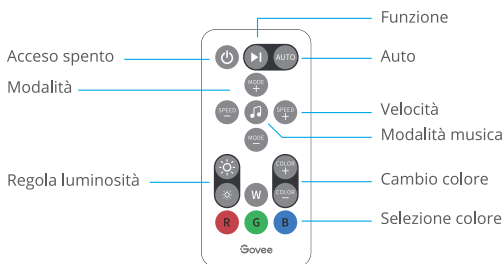 Funzione
Acceso spento
AUTO
Auto
Modalità
MODE
+
SPEED
−
SPEED
+
Velocità
MODE
−
Modalità musica
Regola luminosità
COLOR
+
COLOR
−
Cambio colore
W
R G B
Selezione colore
Govee